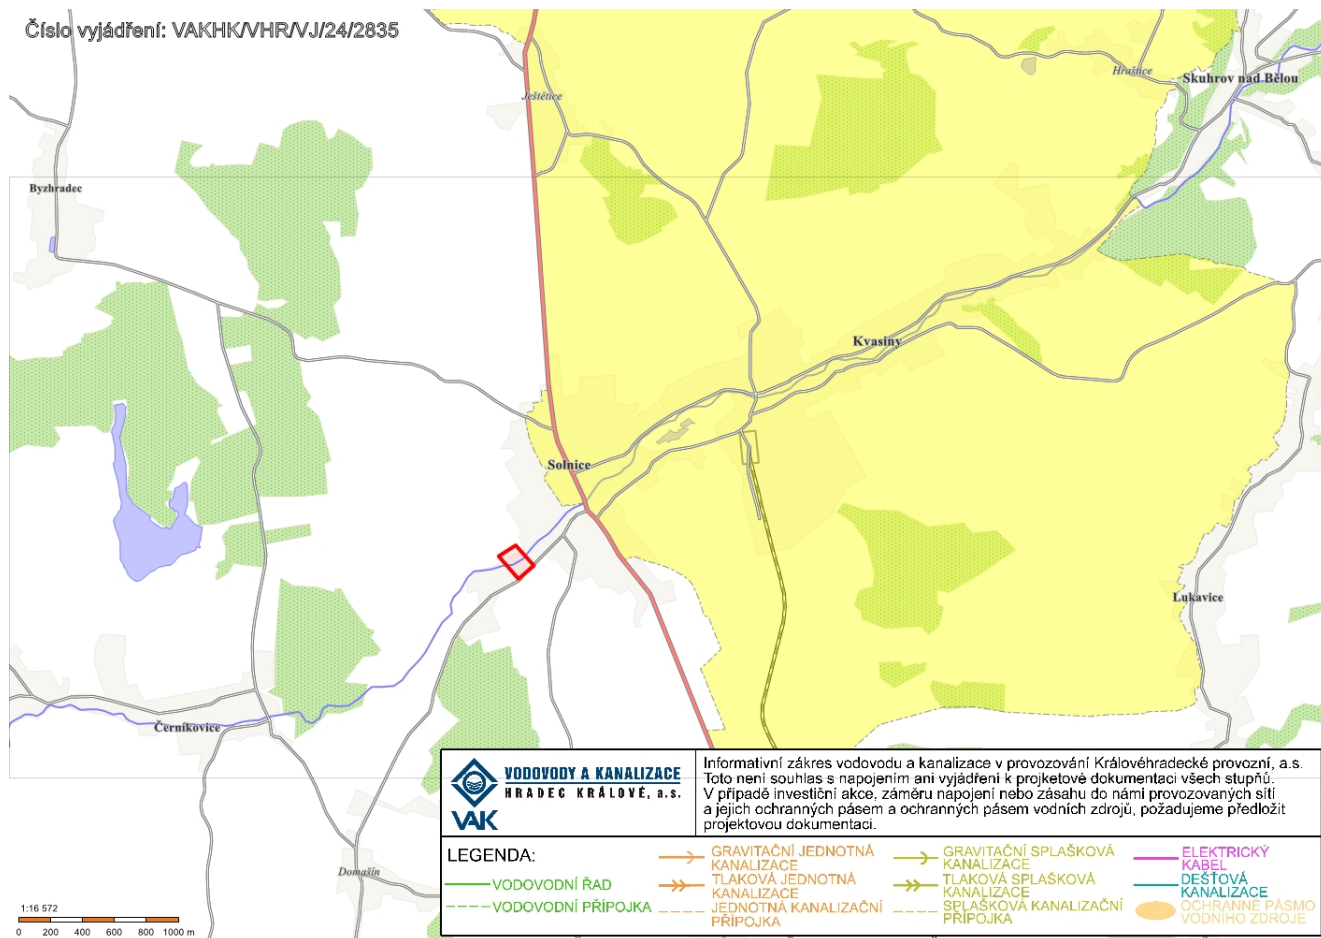 Číslo vyjádření: VAKHK/VHR/VJ/24/2835
Hraštice
Skuhrov nad Bělou
Ještětice
Byzhradec
Kvasiny
Solnice
Lukavice
Černíkovice
Domašín
VODOVODY A KANALIZACE
HRADEC KRÁLOVÉ, a.s.
VAK
Informativní zákres vodovodu a kanalizace v provozování Královéhradecké provozní, a.s.
Toto není souhlas s napojením ani vyjádření k projketové dokumentaci všech stupňů.
V případě investiční akce, záměru napojení nebo zásahu do námi provozovaných sítí
a jejich ochranných pásem a ochranných pásem vodních zdrojů, požadujeme předložit
projektovou dokumentaci.
LEGENDA:
VODOVODNÍ ŘAD
VODOVODNÍ PŘÍPOJKA
GRAVITAČNÍ JEDNOTNÁ
KANALIZACE
TLAKOVÁ JEDNOTNÁ
KANALIZACE
JEDNOTNÁ KANALIZAČNÍ
PŘÍPOJKA
GRAVITAČNÍ SPLAŠKOVÁ
KANALIZACE
TLAKOVÁ SPLAŠKOVÁ
KANALIZACE
SPLAŠKOVÁ KANALIZAČNÍ
PŘÍPOJKA
ELEKTRICKÝ
KABEL
DEŠŤOVÁ
KANALIZACE
OCHRANNÉ PÁSMO
VODNÍHO ZDROJE
1:16 572
0 200 400 600 800 1000 m